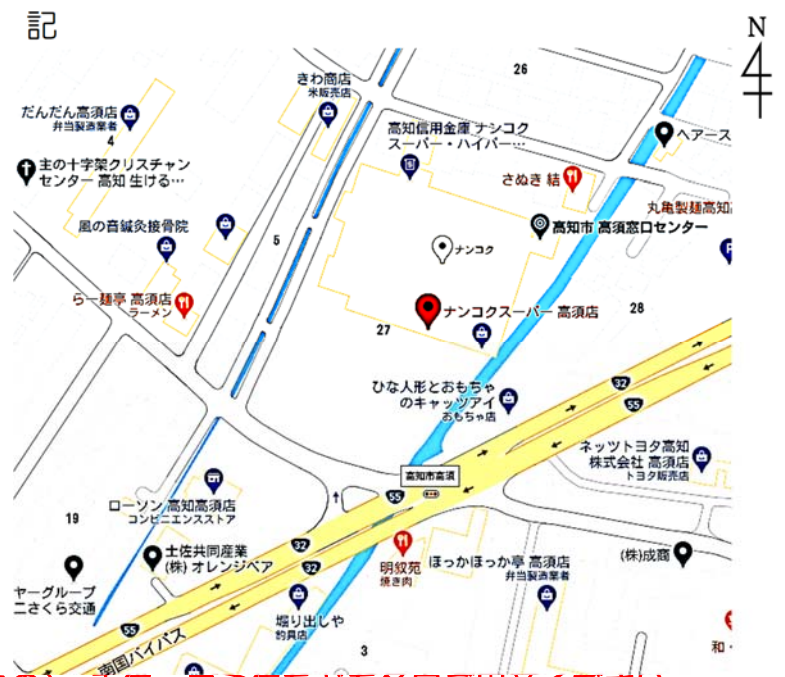 記
N
26
きわ商店
米販売店
だんだん高須店
弁当製造業者
4
高知信用金庫 ナンコク
スーパー・ハイパー…
ヘアース
主の十字架クリスチャン
センター 高知 生ける…
さぬき 結
丸亀製麺高知
風の音鍼灸接骨院
高知市 高須窓口センター
5
ナンコク
らー麺亭 高須店
ラーメン
ナンコクスーパー 高須店
28
27
32
ひな人形とおもちゃ
のキャッツアイ
おもちゃ店
55
ネッツトヨタ高知
株式会社 高須店
トヨタ販売店
高知市高須
55
ローソン 高知高須店
コンビニエンスストア
19
32
土佐共同産業
(株) オレンジベア
32
明釵苑
焼き肉
ほっかほっか亭 高須店
弁当製造業者
(株)成商
ヤーグループ
二さくら交通
堀り出しや
釣具店
55
南国バイパス
3
和・